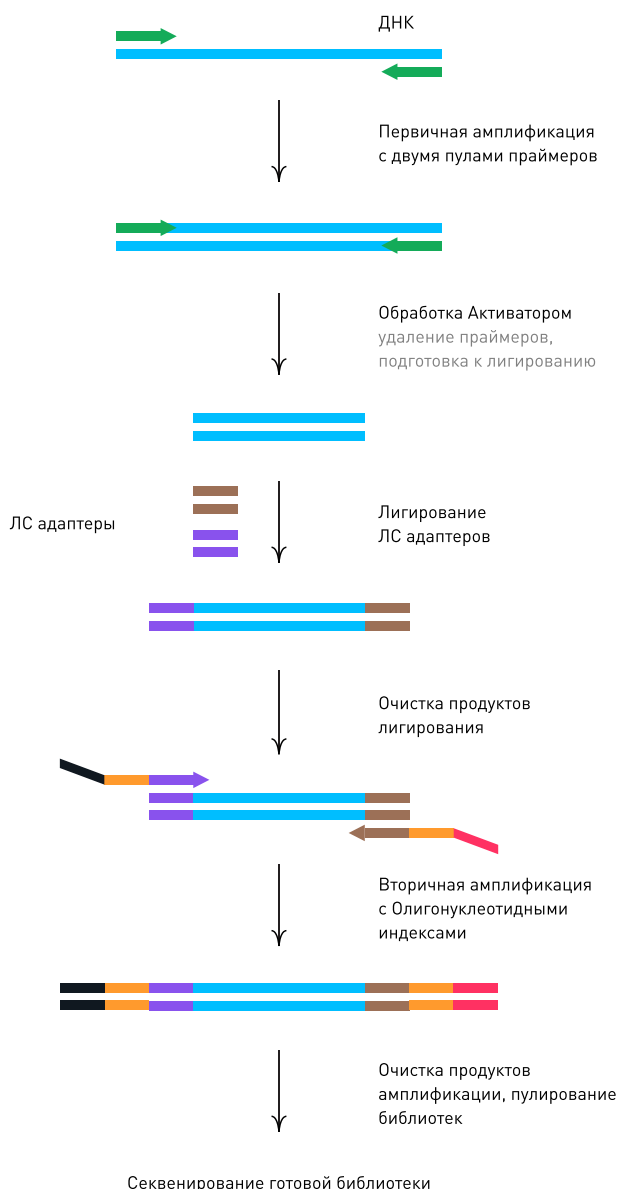 ДНК
Первичная амплификация
с двумя пулами праймеров
Обработка Активатором
удаление праймеров,
подготовка к лигированию
ЛС адаптеры
Лигирование
ЛС адаптеров
Очистка продуктов
лигирования
Вторичная амплификация
с Олигонуклеотидными
индексами
Очистка продуктов
амплификации, пулирование
библиотек
Секвенирование готовой библиотеки